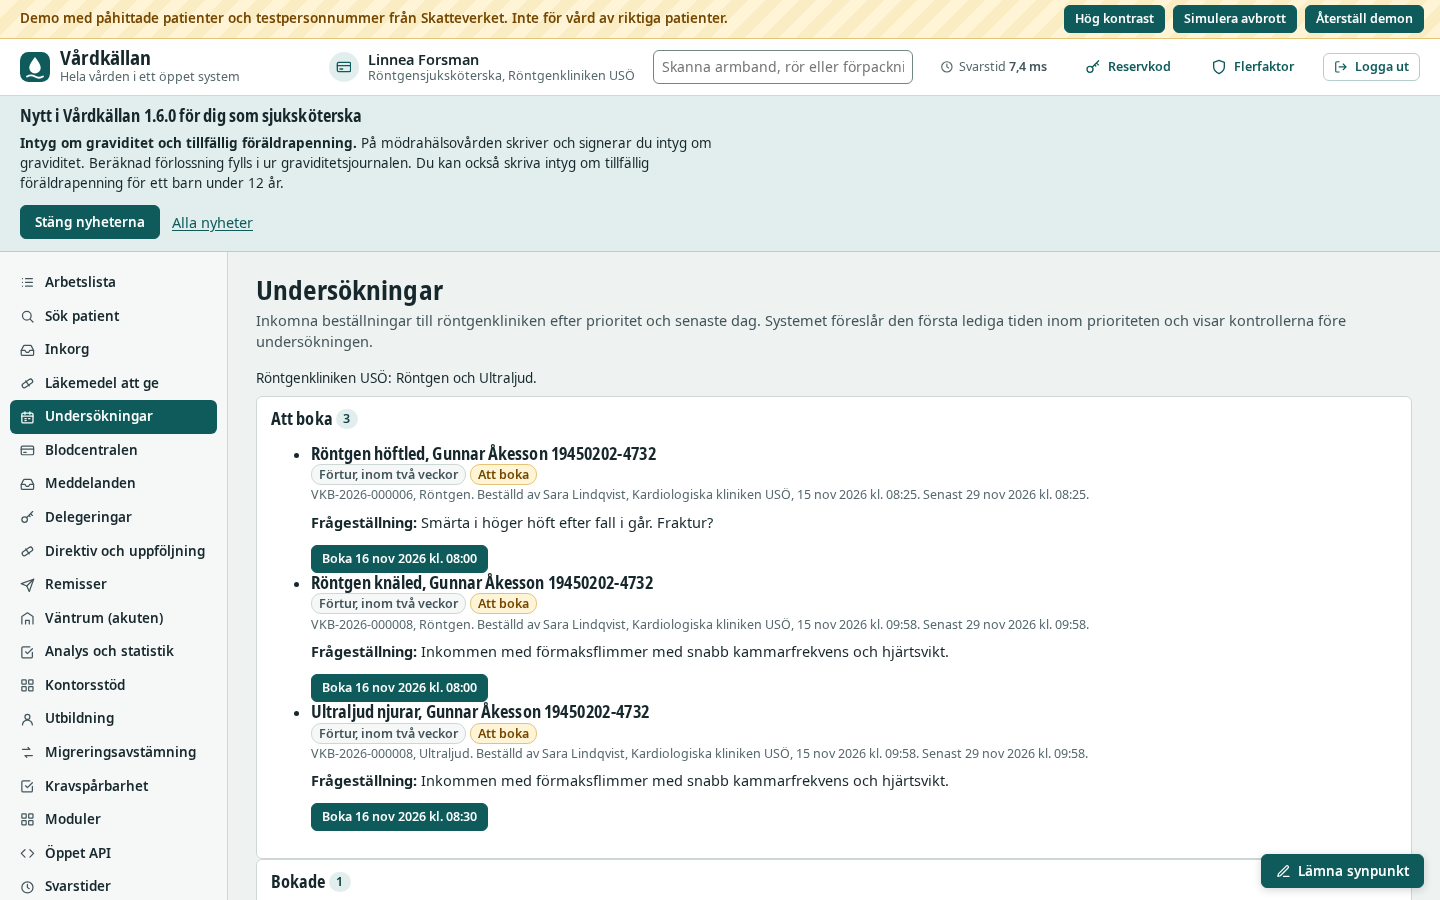 Demo med påhittade patienter och testpersonnummer från Skatteverket. Inte för vård av riktiga patienter.
Hög kontrast
Simulera avbrott
Återställ demon
Vårdkällan
Hela vården i ett öppet system
Linnea Forsman
Röntgensjuksköterska, Röntgenkliniken USÖ
Skanna armband, rör eller förpackni
Svarstid 7,4 ms
Reservkod
Flerfaktor
Logga ut
Nytt i Vårdkällan 1.6.0 för dig som sjuksköterska
Intyg om graviditet och tillfällig föräldrapenning. På mödrahälsovården skriver och signerar du intyg om
graviditet. Beräknad förlossning fylls i ur graviditetsjournalen. Du kan också skriva intyg om tillfällig
föräldrapenning för ett barn under 12 år.
Stäng nyheterna
Alla nyheter
Arbetslista
Sök patient
Inkorg
Läkemedel att ge
Undersökningar
Blodcentralen
Meddelanden
Delegeringar
Direktiv och uppföljning
Remisser
Väntrum (akuten)
Analys och statistik
Kontorsstöd
Utbildning
Migreringsavstämning
Kravspårbarhet
Moduler
Öppet API
Svarstider
Undersökningar
Inkomna beställningar till röntgenkliniken efter prioritet och senaste dag. Systemet föreslår den första lediga tiden inom prioriteten och visar kontrollerna före
undersökningen.
Röntgenkliniken USÖ: Röntgen och Ultraljud.
Att boka 3
Röntgen höftled, Gunnar Åkesson 19450202-4732
Förtur, inom två veckor
Att boka
VKB-2026-000006, Röntgen. Beställd av Sara Lindqvist, Kardiologiska kliniken USÖ, 15 nov 2026 kl. 08:25. Senast 29 nov 2026 kl. 08:25.
Frågeställning: Smärta i höger höft efter fall i går. Fraktur?
Boka 16 nov 2026 kl. 08:00
Röntgen knäled, Gunnar Åkesson 19450202-4732
Förtur, inom två veckor
Att boka
VKB-2026-000008, Röntgen. Beställd av Sara Lindqvist, Kardiologiska kliniken USÖ, 15 nov 2026 kl. 09:58. Senast 29 nov 2026 kl. 09:58.
Frågeställning: Inkommen med förmaksflimmer med snabb kammarfrekvens och hjärtsvikt.
Boka 16 nov 2026 kl. 08:00
Ultraljud njurar, Gunnar Åkesson 19450202-4732
Förtur, inom två veckor
Att boka
VKB-2026-000008, Ultraljud. Beställd av Sara Lindqvist, Kardiologiska kliniken USÖ, 15 nov 2026 kl. 09:58. Senast 29 nov 2026 kl. 09:58.
Frågeställning: Inkommen med förmaksflimmer med snabb kammarfrekvens och hjärtsvikt.
Boka 16 nov 2026 kl. 08:30
Bokade 1
Lämna synpunkt